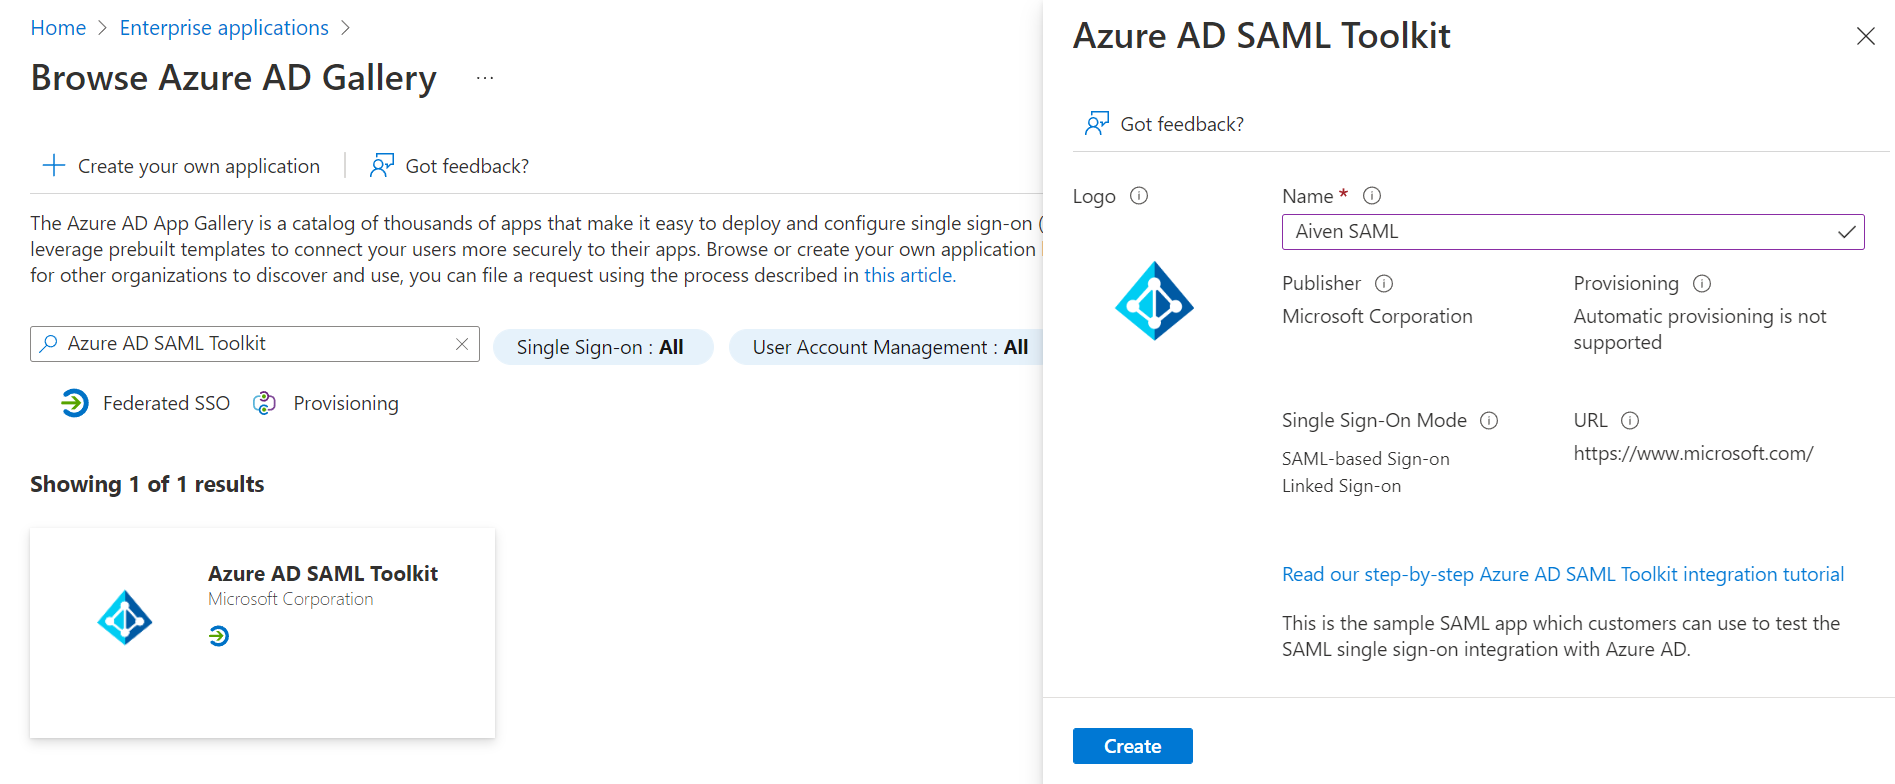 Home > Enterprise applications >
Browse Azure AD Gallery ...
Create your own application
Got feedback?
The Azure AD App Gallery is a catalog of thousands of apps that make it easy to deploy and configure single sign-on (
leverage prebuilt templates to connect your users more securely to their apps. Browse or create your own application
for other organizations to discover and use, you can file a request using the process described in this article.
Azure AD SAML Toolkit
Single Sign-on : All
User Account Management : All
Federated SSO
Provisioning
Showing 1 of 1 results
Azure AD SAML Toolkit
Microsoft Corporation
Azure AD SAML Toolkit
Got feedback?
Logo
Name *
Aiven SAML
Publisher
Microsoft Corporation
Provisioning
Automatic provisioning is not
supported
Single Sign-On Mode
SAML-based Sign-on
Linked Sign-on
URL
https://www.microsoft.com/
Read our step-by-step Azure AD SAML Toolkit integration tutorial
This is the sample SAML app which customers can use to test the
SAML single sign-on integration with Azure AD.
Create